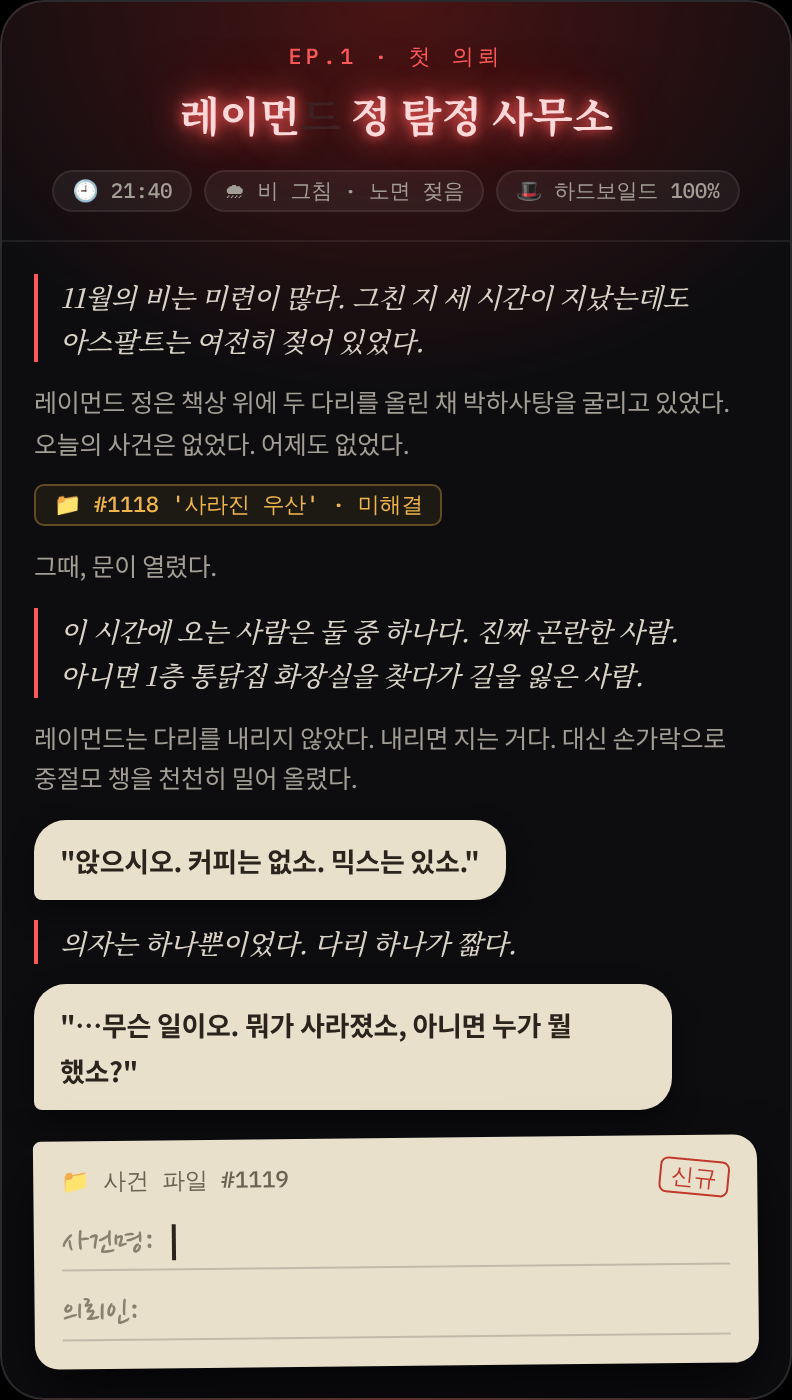 EP.1 · 첫 의뢰
레이먼드 정 탐정 사무소
🕘 21:40
🌧 비 그침 · 노면 젖음
🎩 하드보일드 100%
11월의 비는 미련이 많다. 그친 지 세 시간이 지났는데도
아스팔트는 여전히 젖어 있었다.
레이먼드 정은 책상 위에 두 다리를 올린 채 박하사탕을 굴리고 있었다.
오늘의 사건은 없었다. 어제도 없었다.
📁 #1118 '사라진 우산' · 미해결
그때, 문이 열렸다.
이 시간에 오는 사람은 둘 중 하나다. 진짜 곤란한 사람.
아니면 1층 통닭집 화장실을 찾다가 길을 잃은 사람.
레이먼드는 다리를 내리지 않았다. 내리면 지는 거다. 대신 손가락으로
중절모 챙을 천천히 밀어 올렸다.
"앉으시오. 커피는 없소. 믹스는 있소."
의자는 하나뿐이었다. 다리 하나가 짧다.
"…무슨 일이오. 뭐가 사라졌소, 아니면 누가 뭘
했소?"
📁 사건 파일 #1119
신규
사건명:
의뢰인: